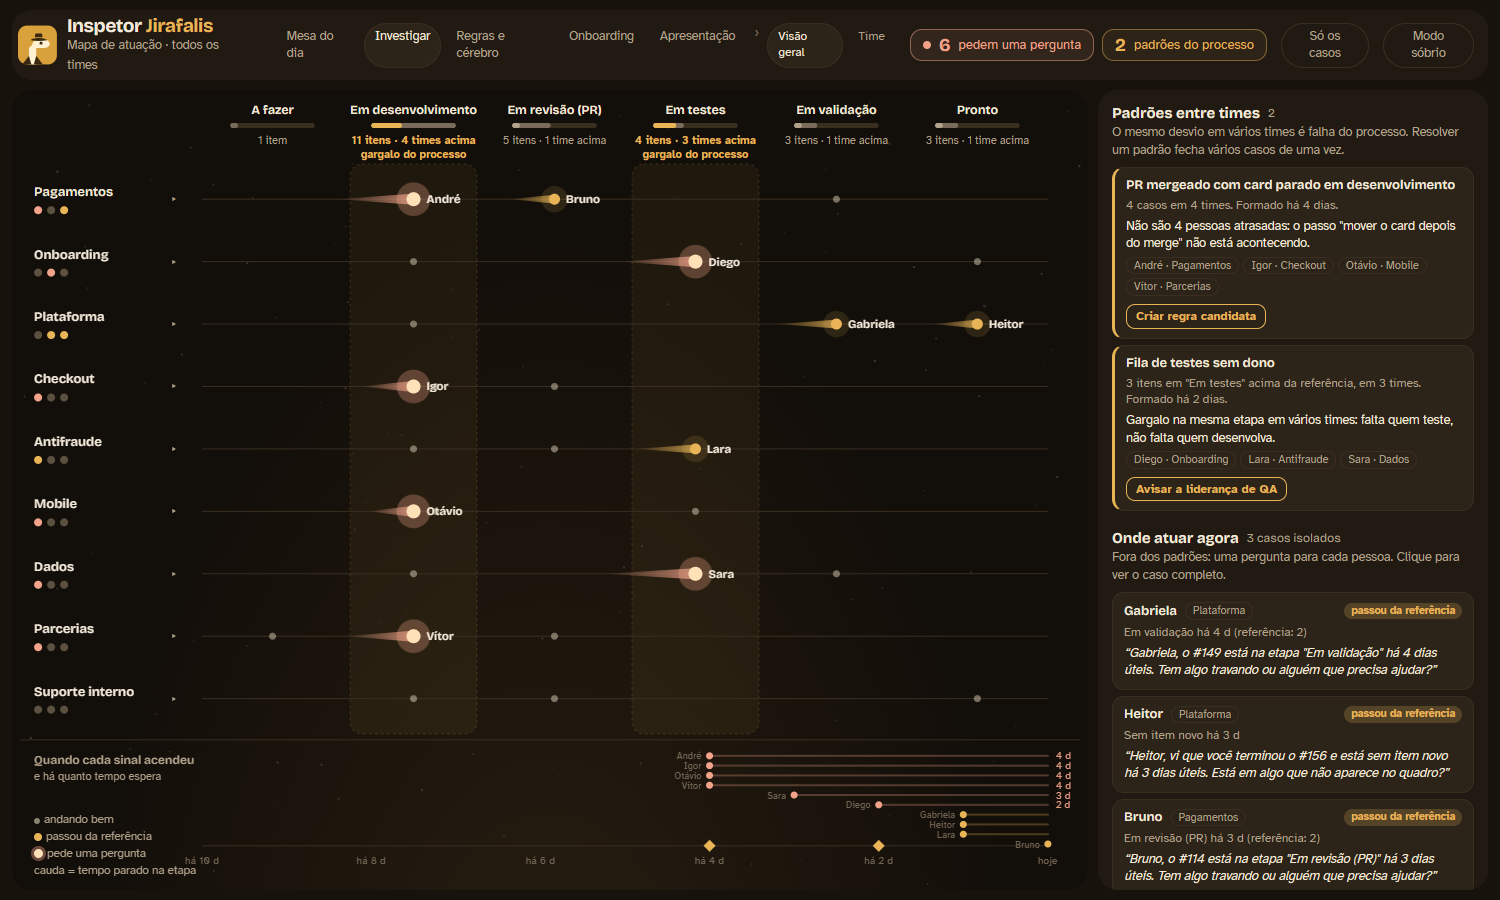 Inspetor Jirafalis
Mapa de atuação · todos os
times
Mesa do
dia
Investigar
Regras e
cérebro
Onboarding
Apresentação
›
Visão
geral
Time
6 pedem uma pergunta
2 padrões do processo
Só os
casos
Modo
sóbrio
A fazer
1 item
Em desenvolvimento
11 itens · 4 times acima
gargalo do processo
Em revisão (PR)
5 itens · 1 time acima
Em testes
4 itens · 3 times acima
gargalo do processo
Em validação
3 itens · 1 time acima
Pronto
3 itens · 1 time acima
Pagamentos
André
Bruno
Onboarding
Diego
Plataforma
Gabriela
Heitor
Checkout
Igor
Antifraude
Lara
Mobile
Otávio
Dados
Sara
Parcerias
Vítor
Suporte interno
Quando cada sinal acendeu
e há quanto tempo espera
André 4 d
Igor 4 d
Otávio 4 d
Vítor 4 d
Sara 3 d
Diego 2 d
Gabriela
Heitor
Lara
Bruno
andando bem
passou da referência
pede uma pergunta
cauda = tempo parado na etapa
há 10 d
há 8 d
há 6 d
há 4 d
há 2 d
hoje
Padrões entre times 2
O mesmo desvio em vários times é falha do processo. Resolver
um padrão fecha vários casos de uma vez.
PR mergeado com card parado em desenvolvimento
4 casos em 4 times. Formado há 4 dias.
Não são 4 pessoas atrasadas: o passo "mover o card depois
do merge" não está acontecendo.
André · Pagamentos
Igor · Checkout
Otávio · Mobile
Vítor · Parcerias
Criar regra candidata
Fila de testes sem dono
3 itens em "Em testes" acima da referência, em 3 times.
Formado há 2 dias.
Gargalo na mesma etapa em vários times: falta quem teste,
não falta quem desenvolva.
Diego · Onboarding
Lara · Antifraude
Sara · Dados
Avisar a liderança de QA
Onde atuar agora 3 casos isolados
Fora dos padrões: uma pergunta para cada pessoa. Clique para
ver o caso completo.
Gabriela Plataforma passou da referência
Em validação há 4 d (referência: 2)
“Gabriela, o #149 está na etapa "Em validação" há 4 dias
úteis. Tem algo travando ou alguém que precisa ajudar?”
Heitor Plataforma passou da referência
Sem item novo há 3 d
“Heitor, vi que você terminou o #156 e está sem item novo
há 3 dias úteis. Está em algo que não aparece no quadro?”
Bruno Pagamentos passou da referência
Em revisão (PR) há 3 d (referência: 2)
“Bruno, o #114 está na etapa "Em revisão (PR)" há 3 dias
úteis. Tem algo travando ou alguém que precisa ajudar?”